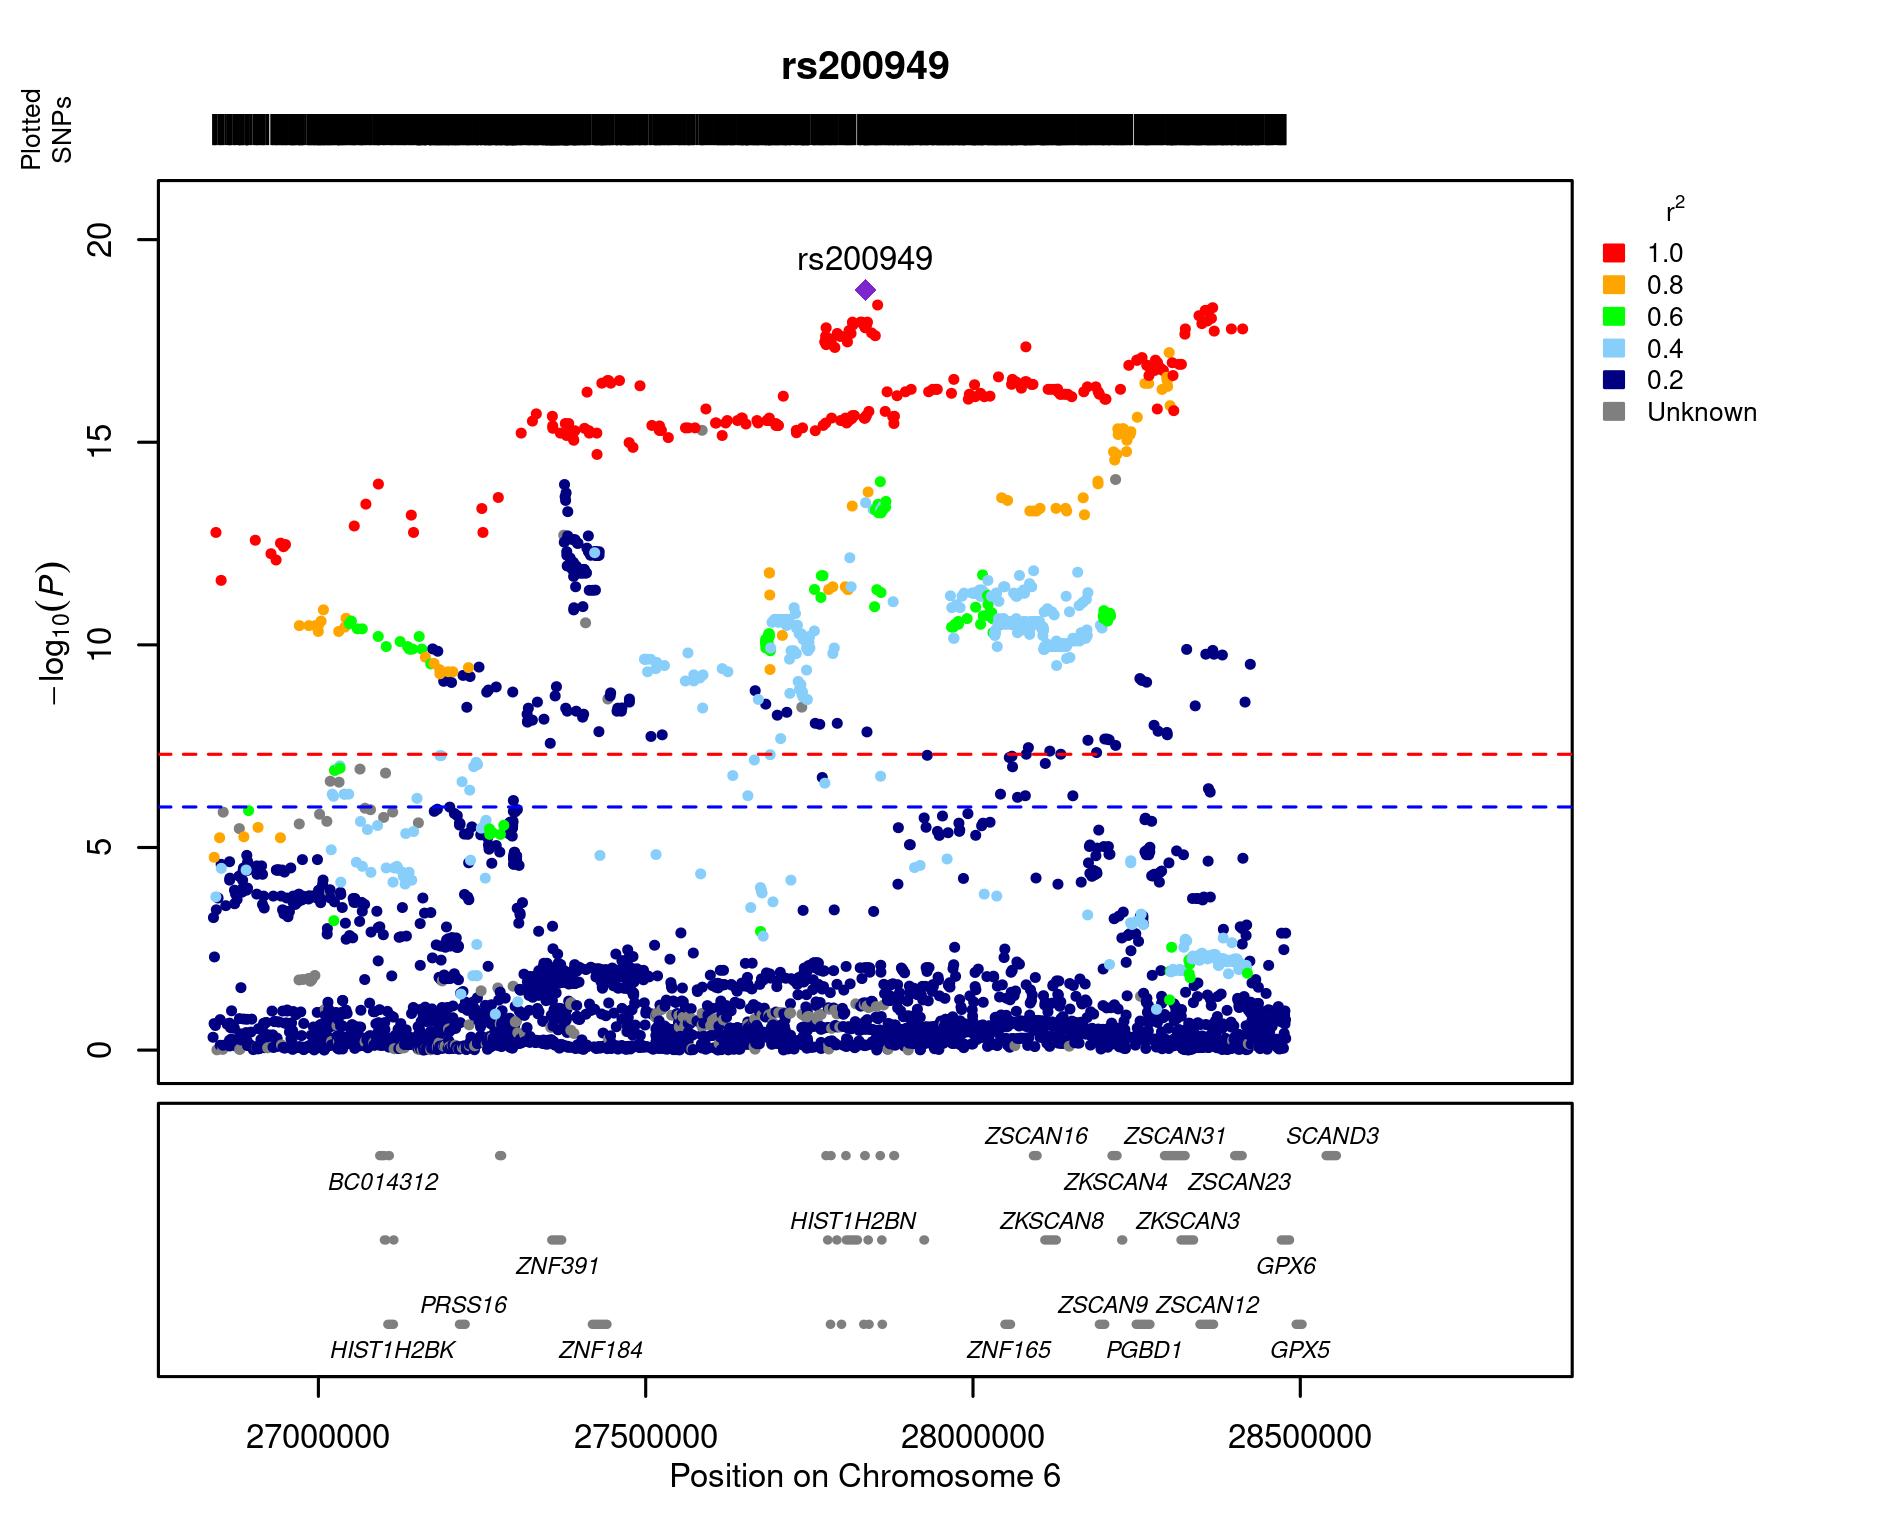 rs200949
Plotted
SNPs
rs200949
r2
1.0
0.8
0.6
0.4
0.2
Unknown
20
15
10
5
0
−log10(P)
ZSCAN16 ZSCAN31 SCAND3
BC014312 ZKSCAN4 ZSCAN23
HIST1H2BN ZKSCAN8 ZKSCAN3
ZNF391 GPX6
PRSS16 ZSCAN9 ZSCAN12
HIST1H2BK ZNF184 ZNF165 PGBD1 GPX5
27000000 27500000 28000000 28500000
Position on Chromosome 6